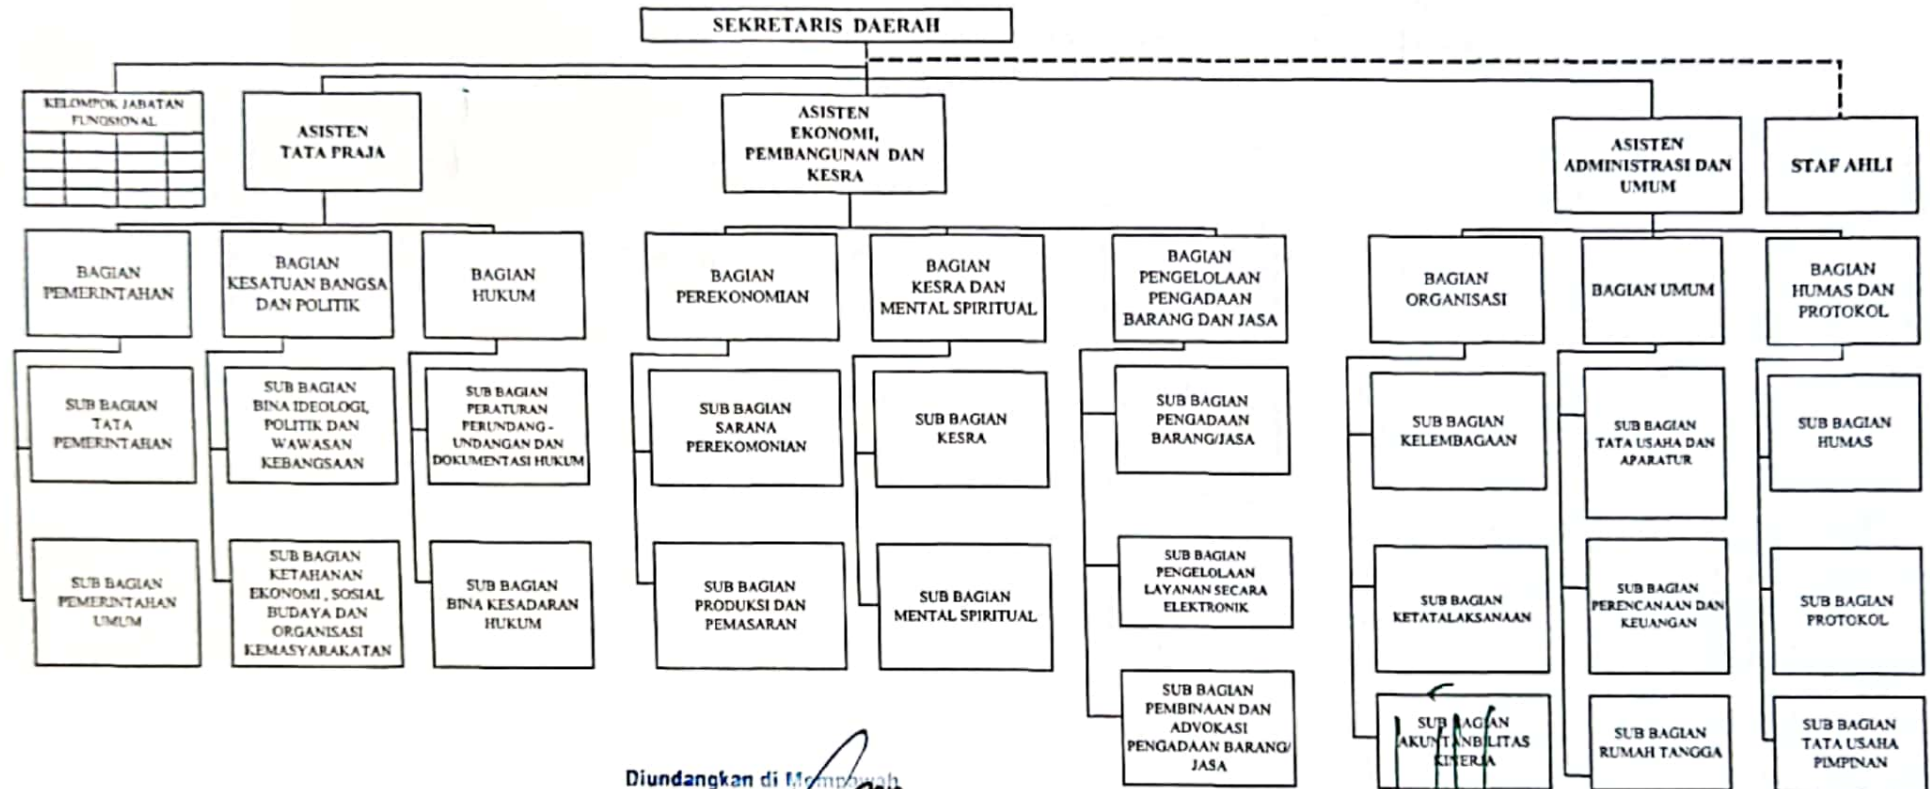 SEKRETARIS DAERAH
KELOMPOK JABATAN
FUNGSIONAL
ASISTEN
TATA PRAJA
ASISTEN
EKONOMI,
PEMBANGUNAN DAN
KESRA
ASISTEN
ADMINISTRASI DAN
UMUM
STAF AHLI
BAGIAN
PEMERINTAHAN
BAGIAN
KESATUAN BANGSA
DAN POLITIK
BAGIAN
HUKUM
BAGIAN
PEREKONOMIAN
BAGIAN
KESRA DAN
MENTAL SPIRITUAL
BAGIAN
PENGELOLAAN
PENGADAAN
BARANG DAN JASA
BAGIAN
ORGANISASI
BAGIAN UMUM
BAGIAN
HUMAS DAN
PROTOKOL
SUB BAGIAN
TATA
PEMERINTAHAN
SUB BAGIAN
BINA IDEOLOGI,
POLITIK DAN
WAWASAN
KEBANGSAAN
SUB BAGIAN
PERATURAN
PERUNDANG -
UNDANGAN DAN
DOKUMENTASI HUKUM
SUB BAGIAN
SARANA
PEREKOMONIAN
SUB BAGIAN
KESRA
SUB BAGIAN
PENGADAAN
BARANG/JASA
SUB BAGIAN
KELEMBAGAAN
SUB BAGIAN
TATA USAHA DAN
APARATUR
SUB BAGIAN
HUMAS
SUB BAGIAN
PEMERINTAHAN
UMUM
SUB BAGIAN
KETAHANAN
EKONOMI , SOSIAL
BUDAYA DAN
ORGANISASI
KEMASYARAKATAN
SUB BAGIAN
BINA KESADARAN
HUKUM
SUB BAGIAN
PRODUKSI DAN
PEMASARAN
SUB BAGIAN
MENTAL SPIRITUAL
SUB BAGIAN
PENGELOLAAN
LAYANAN SECARA
ELEKTRONIK
SUB BAGIAN
KETATALAKSANAAN
SUB BAGIAN
PERENCANAAN DAN
KEUANGAN
SUB BAGIAN
PROTOKOL
SUB BAGIAN
PEMBINAAN DAN
ADVOKASI
PENGADAAN BARANG/
JASA
SUB BAGIAN
AKUNTANBILITAS
KINERJA
SUB BAGIAN
RUMAH TANGGA
SUB BAGIAN
TATA USAHA
PIMPINAN
Diundangkan di Mempawah